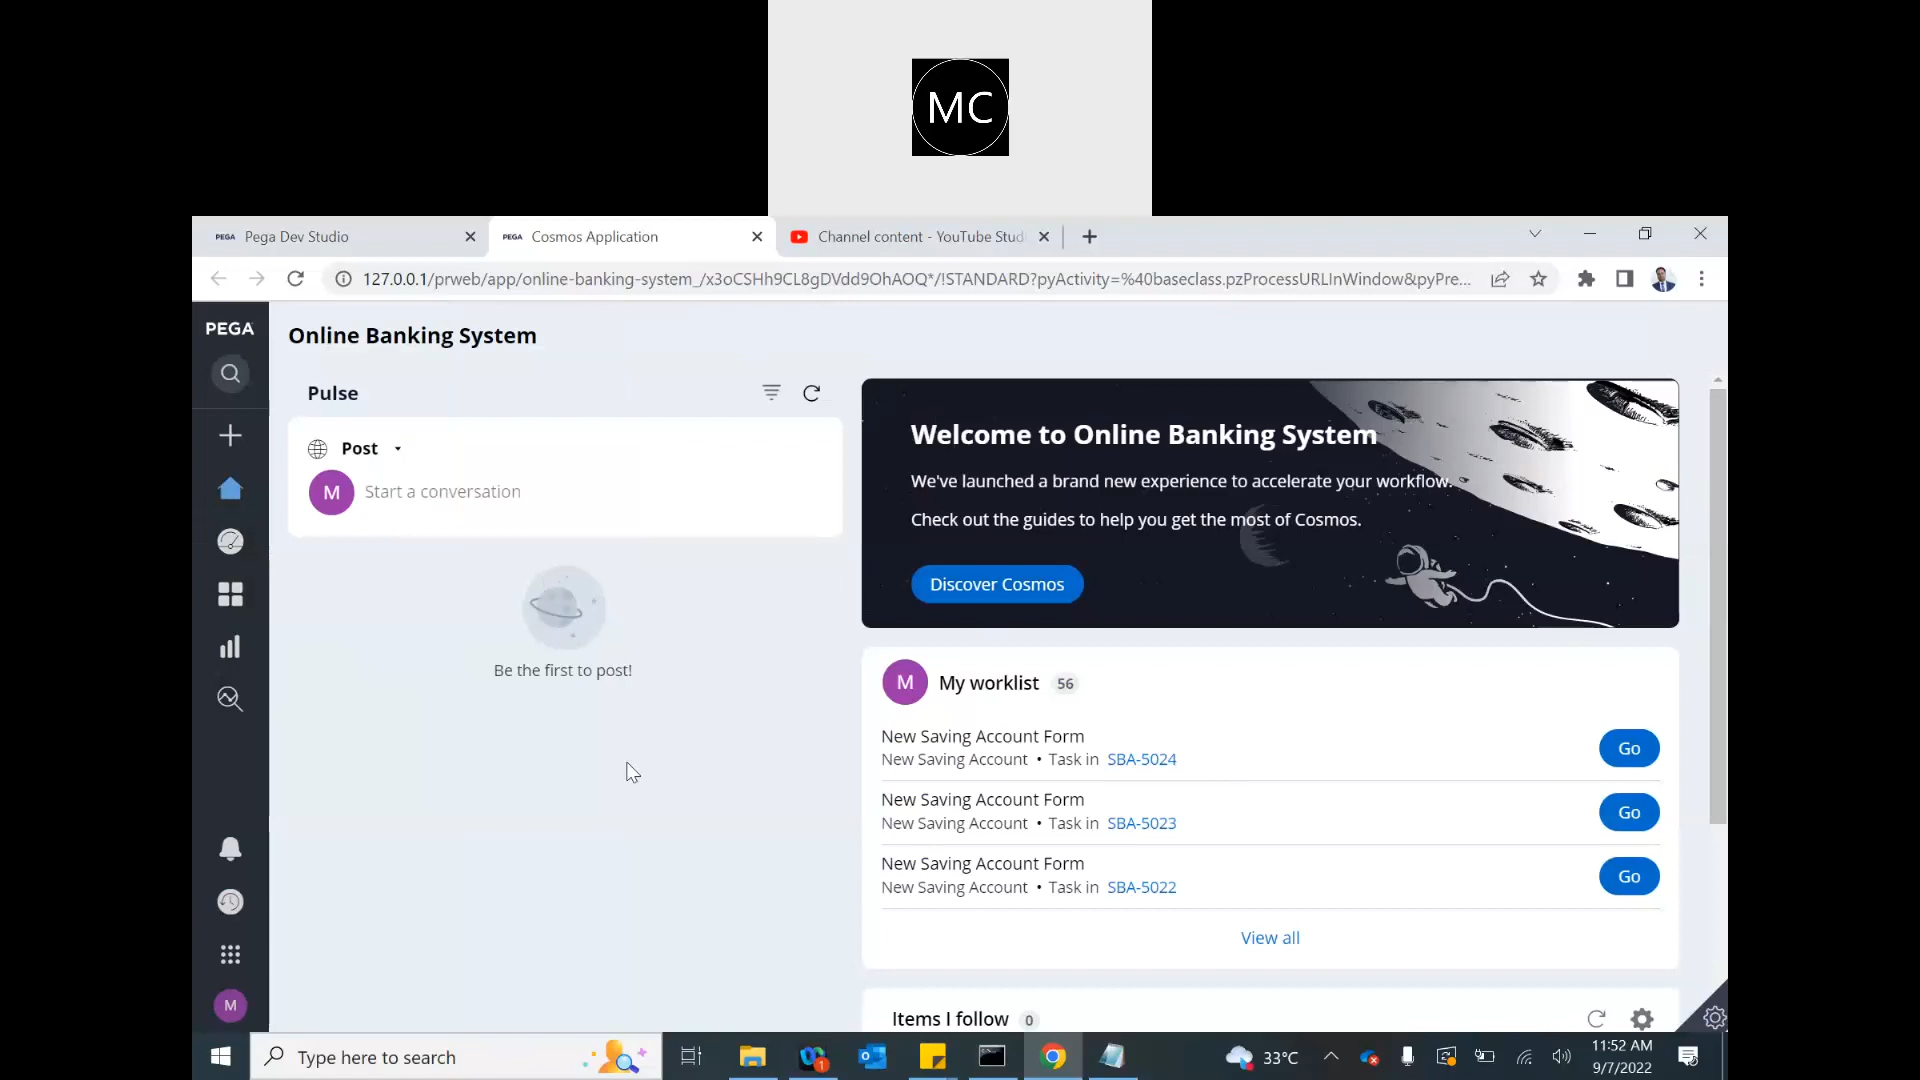 MC
PEGA Pega Dev Studio
PEGA Cosmos Application
Channel content - YouTube Stud
127.0.0.1/prweb/app/online-banking-system_/x3oCSHh9CL8gDVdd9OhAOQ*/!STANDARD?pyActivity=%40baseclass.pzProcessURLInWindow&pyPre...
PEGA
Online Banking System
Pulse
Post
M
Start a conversation
Be the first to post!
Welcome to Online Banking System
We've launched a brand new experience to accelerate your workflow.
Check out the guides to help you get the most of Cosmos.
Discover Cosmos
M My worklist 56
New Saving Account Form
New Saving Account • Task in SBA-5024
Go
New Saving Account Form
New Saving Account • Task in SBA-5023
Go
New Saving Account Form
New Saving Account • Task in SBA-5022
Go
View all
Items I follow 0
M
Type here to search
1
33°C
11:52 AM
9/7/2022